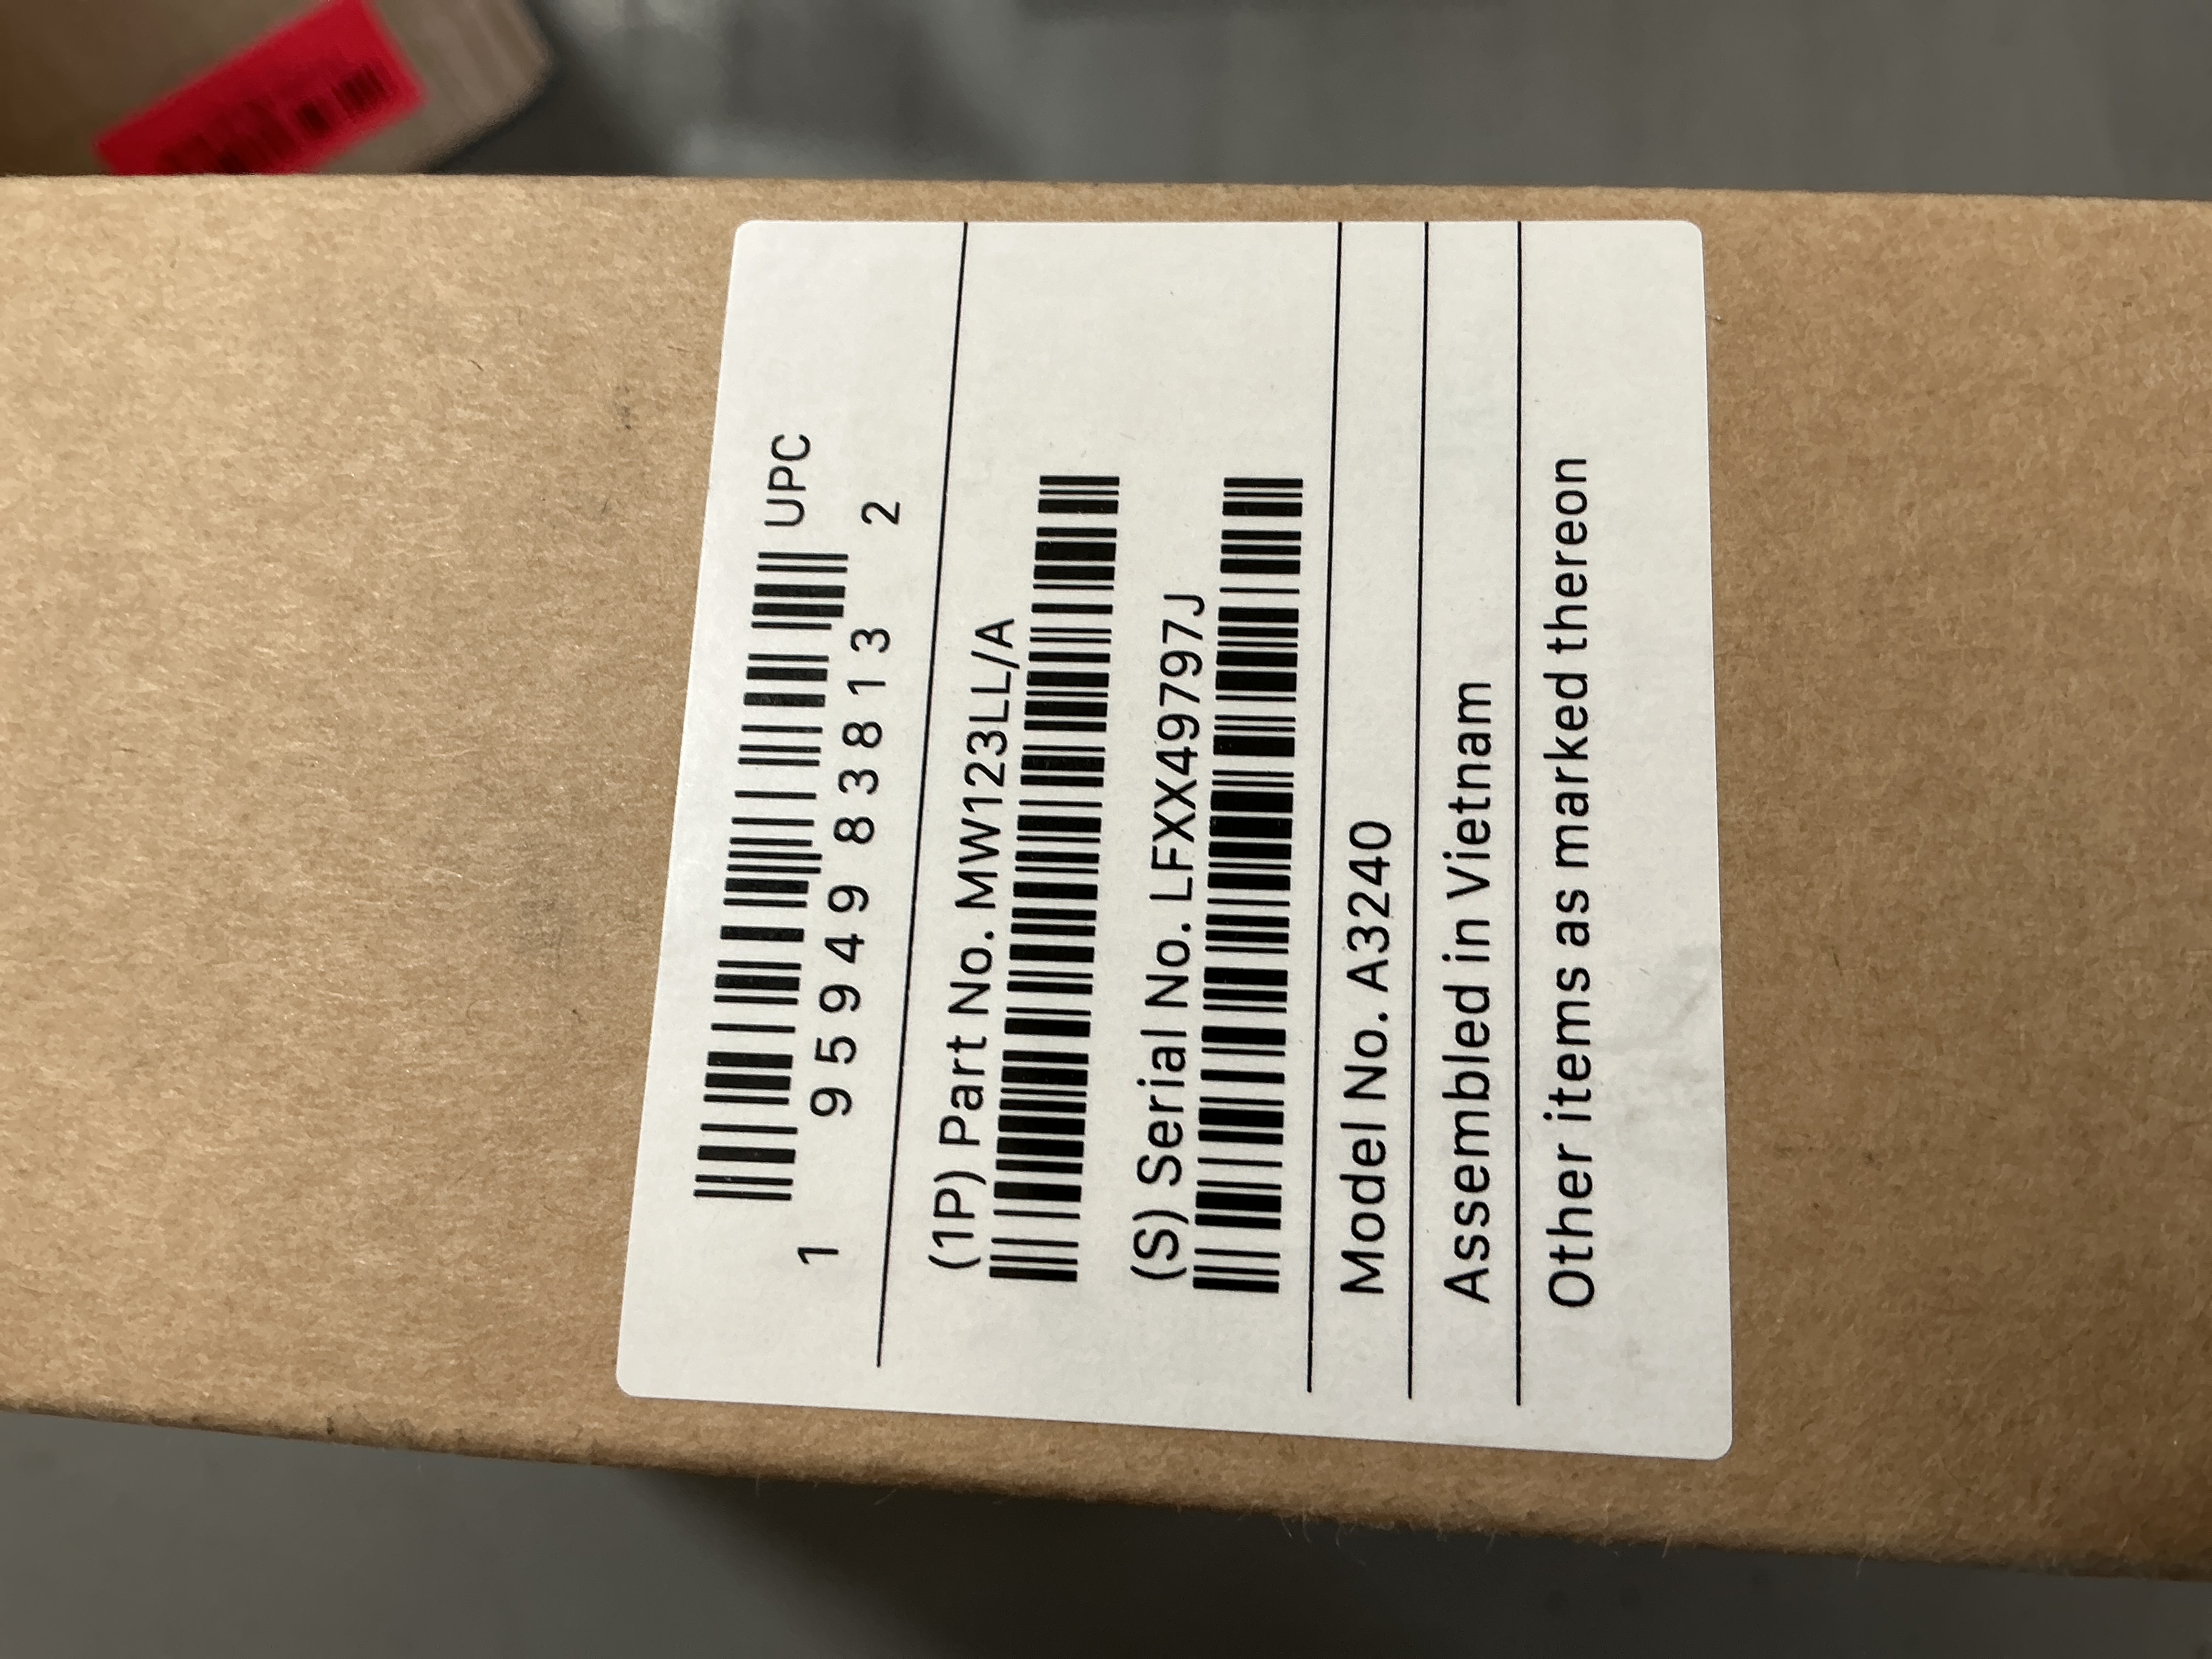 UPC
1 95949 83813 2
(1P) Part No. MW123LL/A
(S) Serial No. LFXX49797J
Model No. A3240
Assembled in Vietnam
Other items as marked thereon